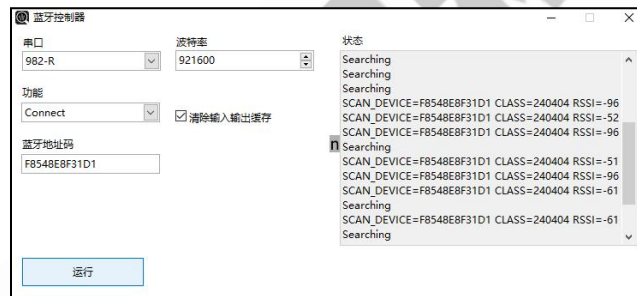 蓝牙控制器
串口
982-R
波特率
921600
功能
Connect
清除输入输出缓存
蓝牙地址码
F8548E8F31D1
运行
状态
Searching
Searching
Searching
SCAN_DEVICE=F8548E8F31D1 CLASS=240404 RSSI=-96
SCAN_DEVICE=F8548E8F31D1 CLASS=240404 RSSI=-52
SCAN_DEVICE=F8548E8F31D1 CLASS=240404 RSSI=-96
n
Searching
SCAN_DEVICE=F8548E8F31D1 CLASS=240404 RSSI=-51
SCAN_DEVICE=F8548E8F31D1 CLASS=240404 RSSI=-96
SCAN_DEVICE=F8548E8F31D1 CLASS=240404 RSSI=-61
Searching
SCAN_DEVICE=F8548E8F31D1 CLASS=240404 RSSI=-61
Searching